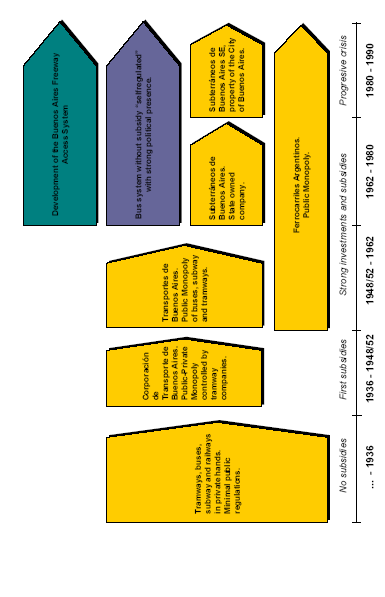 Development of the Buenos Aires Freeway
Access System
Bus system without subsidy "selfregulated"
with strong political presence.
Subterráneos de
Buenos Aires.
State owned
company.
Subterráneos de
Buenos Aires SE,
property of the City
of Buenos Aires.
Transportes de
Buenos Aires.
Public Monopoly
of buses, subway
and tramways.
Ferrocarriles Argentinos.
Public Monopoly.
Corporación
de
Transporte de
Buenos Aires.
Public-Private
Monopoly
controlled by
tramway
companies.
Tramways, buses,
subway and railways
in private hands.
Minimal public
regulations.
No subsidies
First subsidies
Strong investments and subsidies
Progresive crisis
... - 1936
1936 - 1948/52
1948/52 - 1962
1962 - 1980
1980 - 1990